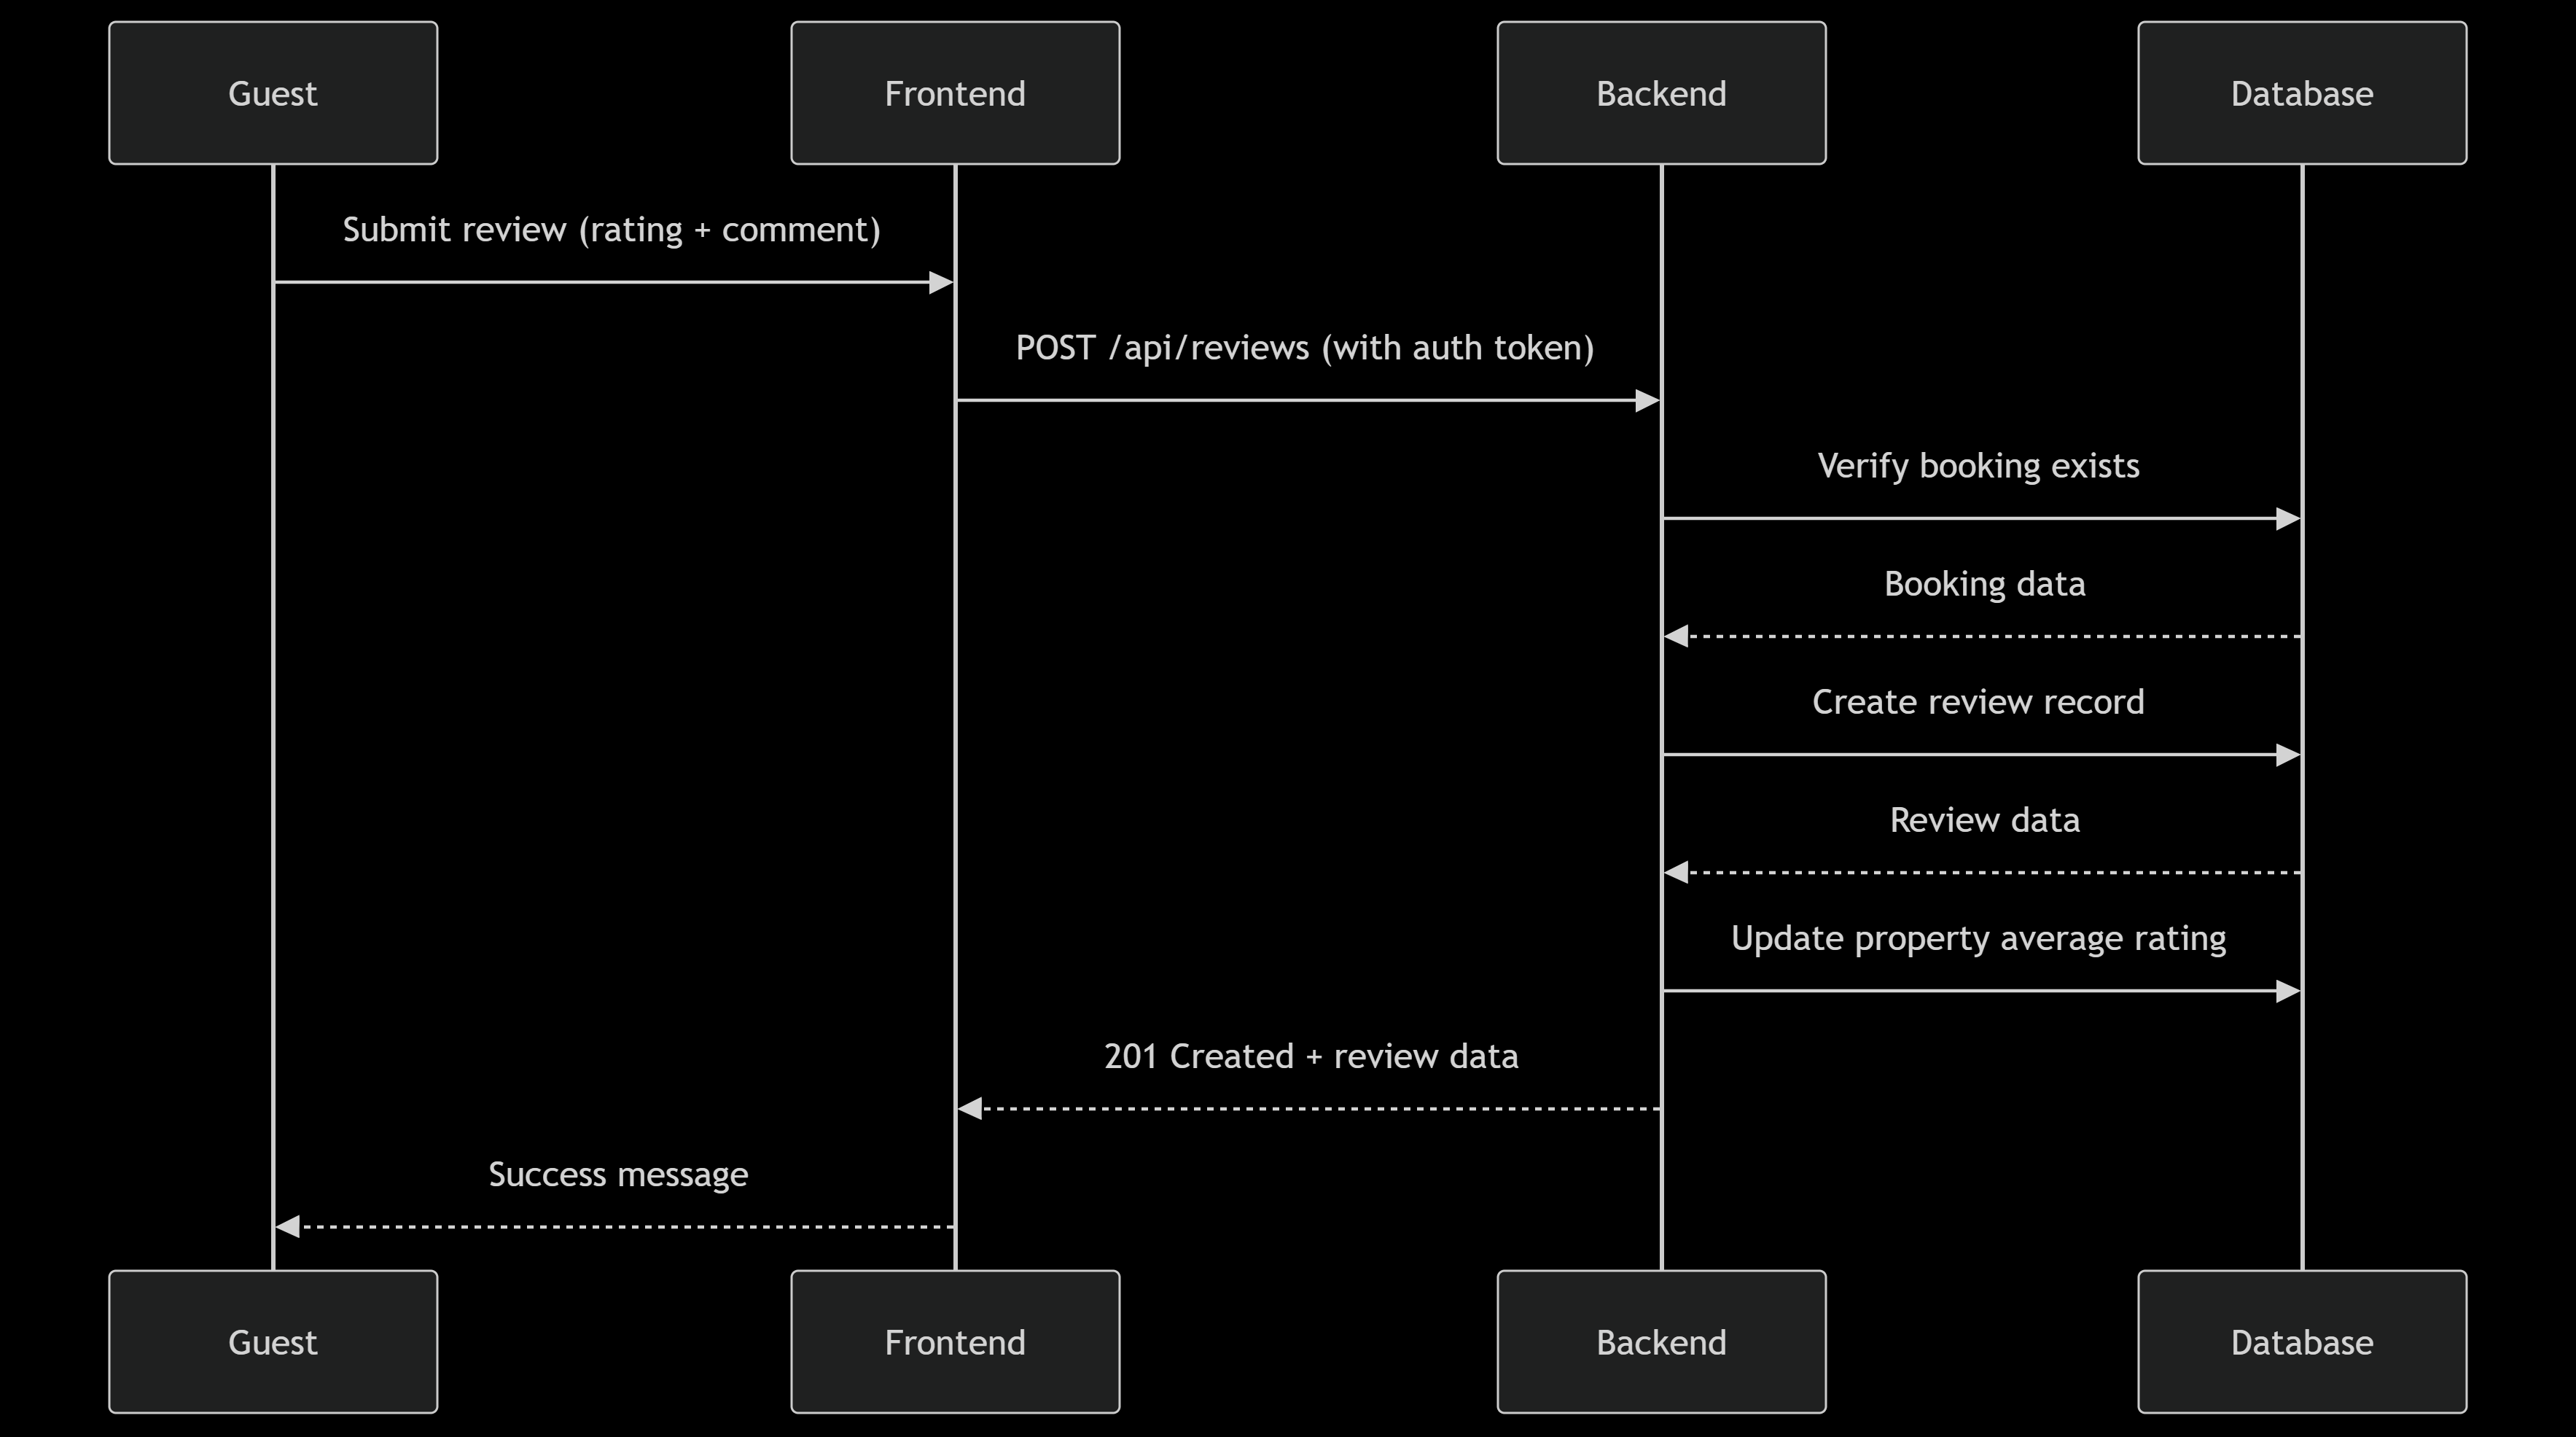 Guest
Frontend
Backend
Database
Submit review (rating + comment)
POST /api/reviews (with auth token)
Verify booking exists
Booking data
Create review record
Review data
Update property average rating
201 Created + review data
Success message
Guest
Frontend
Backend
Database